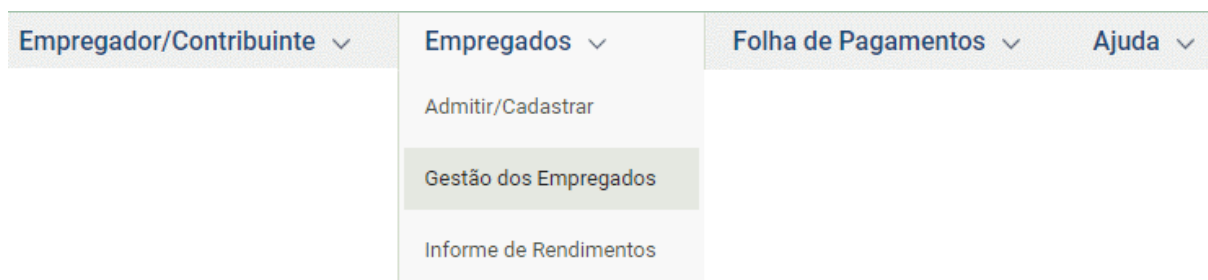 Empregador/Contribuinte Empregados Folha de Pagamentos Ajuda
Admitir/Cadastrar
Gestão dos Empregados
Informe de Rendimentos